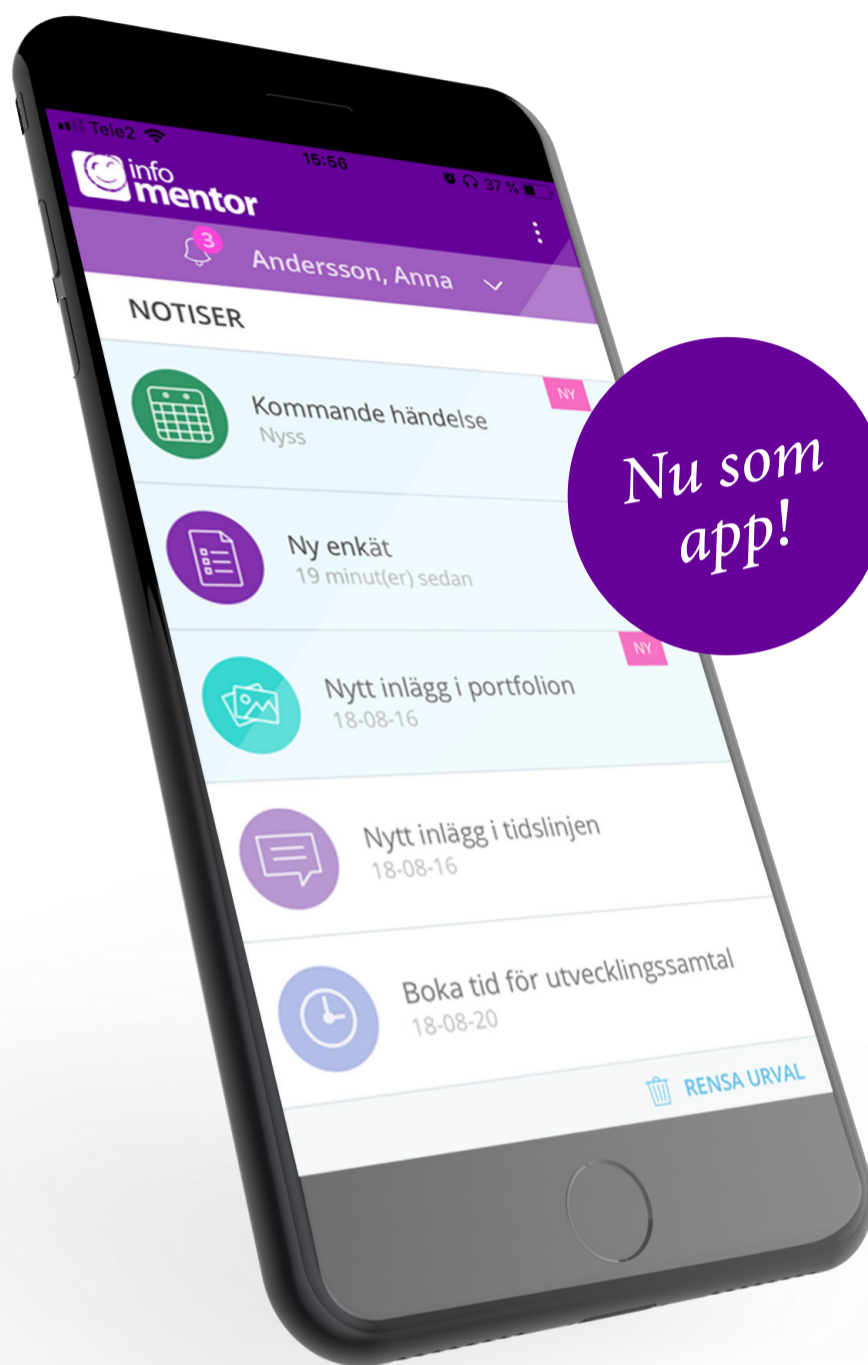 Tele2
15:56
37 %
info
mentor
3
Andersson, Anna
NOTISER
NY
Kommande händelse
Nyss
Ny enkät
19 minut(er) sedan
NY
Nytt inlägg i portfolion
18-08-16
Nytt inlägg i tidslinjen
18-08-16
Boka tid för utvecklingssamtal
18-08-20
RENSA URVAL
Nu som
app!